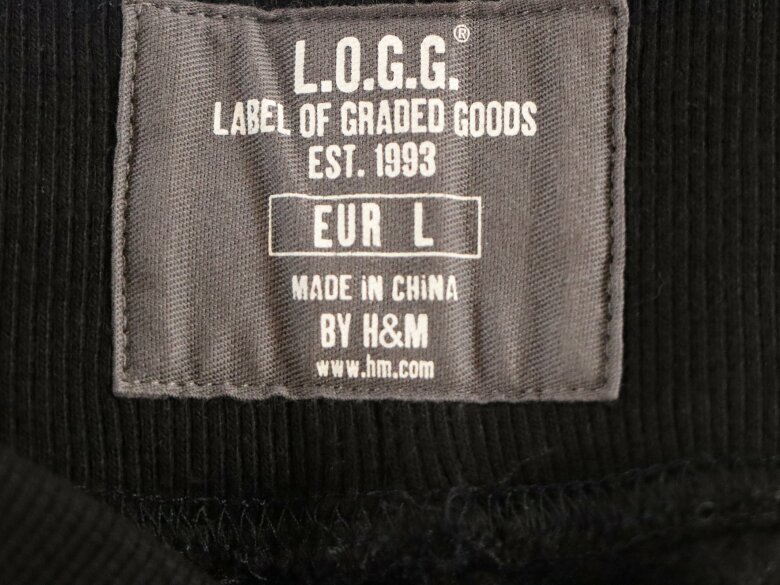 L.O.G.G.®
LABEL OF GRADED GOODS
EST. 1993
EUR L
MADE iN CHiNA
BY H&M
www.hm.com